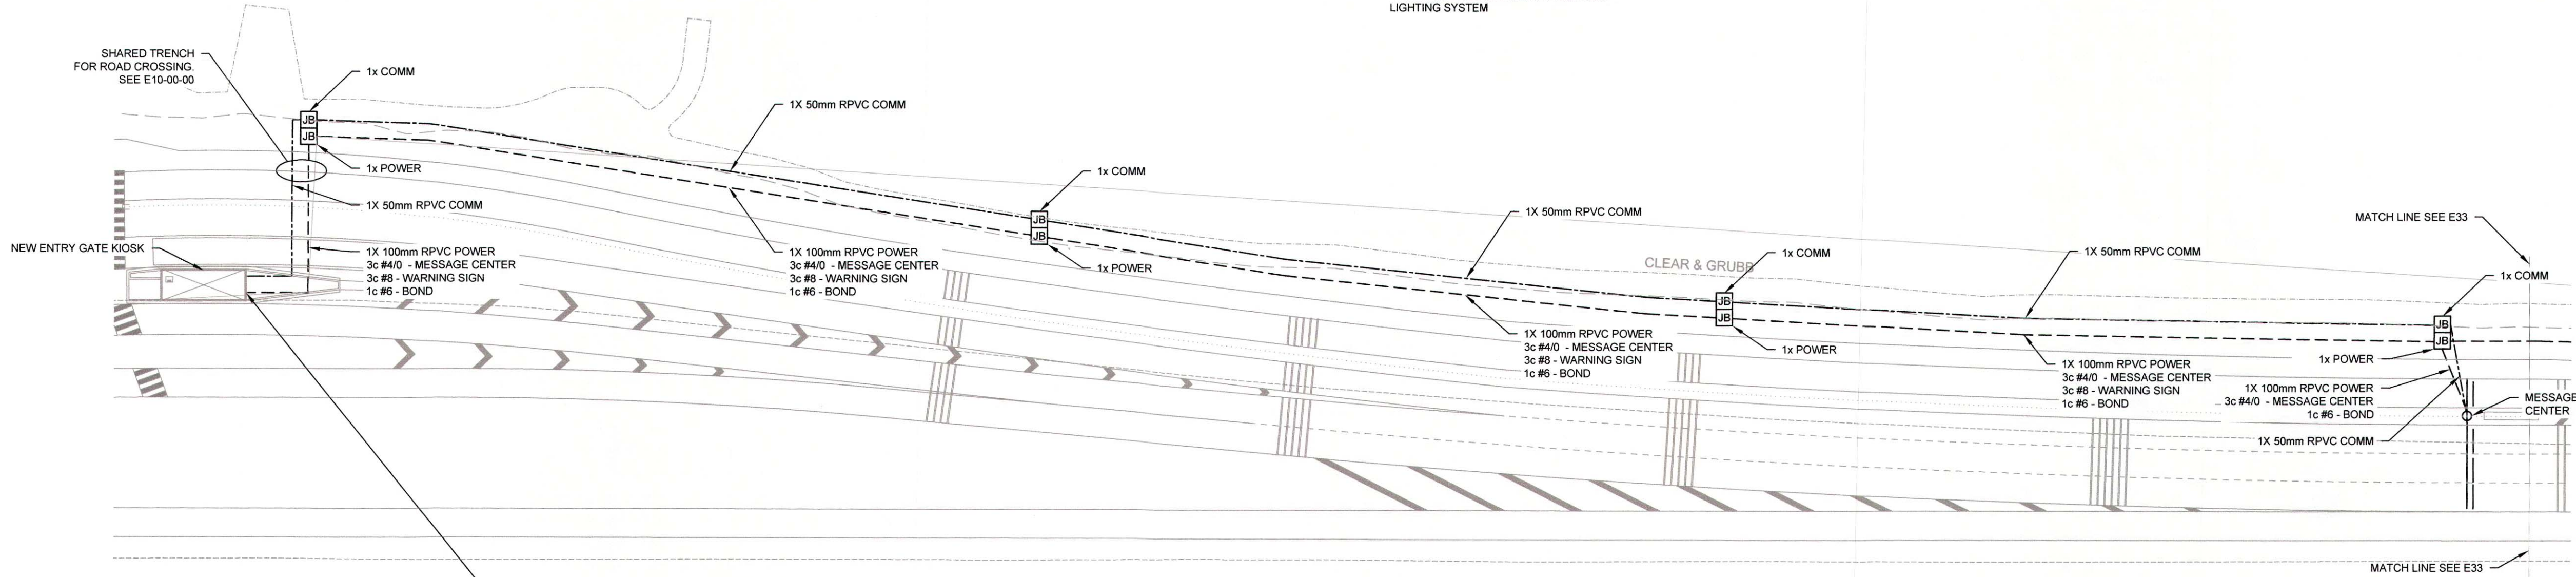 LIGHTING SYSTEM
SHARED TRENCH
FOR ROAD CROSSING.
SEE E10-00-00
1x COMM
JB
JB
1x POWER
1X 50mm RPVC COMM
NEW ENTRY GATE KIOSK
1X 100mm RPVC POWER
3c #4/0 - MESSAGE CENTER
3c #8 - WARNING SIGN
1c #6 - BOND
1X 50mm RPVC COMM
1X 100mm RPVC POWER
3c #4/0 - MESSAGE CENTER
3c #8 - WARNING SIGN
1c #6 - BOND
1x COMM
JB
JB
1x POWER
1X 50mm RPVC COMM
1X 100mm RPVC POWER
3c #4/0 - MESSAGE CENTER
3c #8 - WARNING SIGN
1c #6 - BOND
CLEAR & GRUBB
1x COMM
JB
JB
1x POWER
1X 50mm RPVC COMM
1X 100mm RPVC POWER
3c #4/0 - MESSAGE CENTER
3c #8 - WARNING SIGN
1c #6 - BOND
MATCH LINE SEE E33
1x COMM
JB
JB
1x POWER
1X 100mm RPVC POWER
3c #4/0 - MESSAGE CENTER
1c #6 - BOND
1X 50mm RPVC COMM
MESSAGE
CENTER
MATCH LINE SEE E33